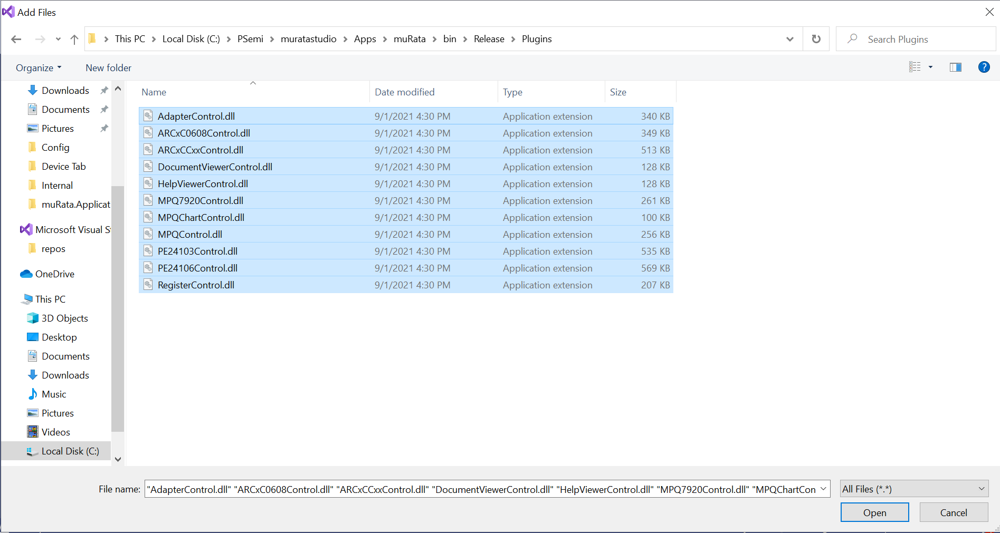 Add Files
This PC > Local Disk (C:) > PSemi > muratastudio > Apps > muRata > bin > Release > Plugins
Search Plugins
Organize
New folder
?
Downloads
Documents
Pictures
Config
Device Tab
Internal
muRata.Applicat
Microsoft Visual S
repos
OneDrive
This PC
3D Objects
Desktop
Documents
Downloads
Music
Pictures
Videos
Local Disk (C:)
Name Date modified Type Size
AdapterControl.dll 9/1/2021 4:30 PM Application extension 340 KB
ARCxC0608Control.dll 9/1/2021 4:30 PM Application extension 349 KB
ARCxCCxxControl.dll 9/1/2021 4:30 PM Application extension 513 KB
DocumentViewerControl.dll 9/1/2021 4:30 PM Application extension 128 KB
HelpViewerControl.dll 9/1/2021 4:30 PM Application extension 128 KB
MPQ7920Control.dll 9/1/2021 4:30 PM Application extension 261 KB
MPQChartControl.dll 9/1/2021 4:30 PM Application extension 100 KB
MPQControl.dll 9/1/2021 4:30 PM Application extension 256 KB
PE24103Control.dll 9/1/2021 4:30 PM Application extension 535 KB
PE24106Control.dll 9/1/2021 4:30 PM Application extension 569 KB
RegisterControl.dll 9/1/2021 4:30 PM Application extension 207 KB
File name: "AdapterControl.dll" "ARCxC0608Control.dll" "ARCxCCxxControl.dll" "DocumentViewerControl.dll" "HelpViewerControl.dll" "MPQ7920Control.dll" "MPQChartCon
All Files (*.*)
Open
Cancel